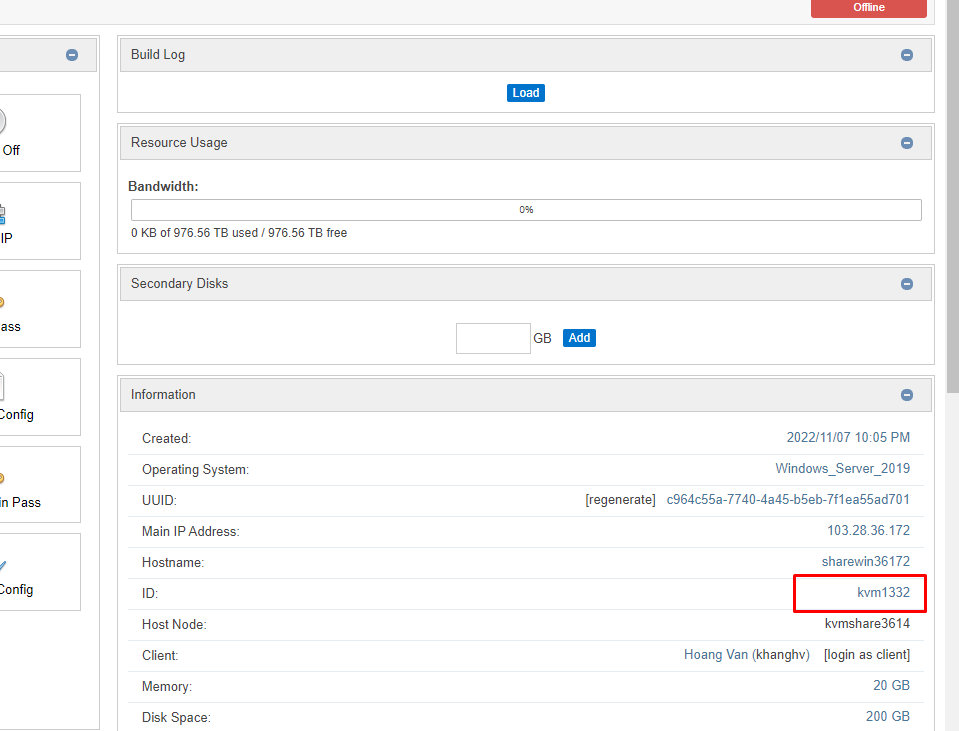 Offline
Build Log
Load
Off
IP
ass
Config
in Pass
Config
Resource Usage
Bandwidth:
0%
0 KB of 976.56 TB used / 976.56 TB free
Secondary Disks
GB Add
Information
Created: 2022/11/07 10:05 PM
Operating System: Windows_Server_2019
UUID: [regenerate] c964c55a-7740-4a45-b5eb-7f1ea55ad701
Main IP Address: 103.28.36.172
Hostname: sharewin36172
ID: kvm1332
Host Node: kvmshare3614
Client: Hoang Van (khanghv) [login as client]
Memory: 20 GB
Disk Space: 200 GB